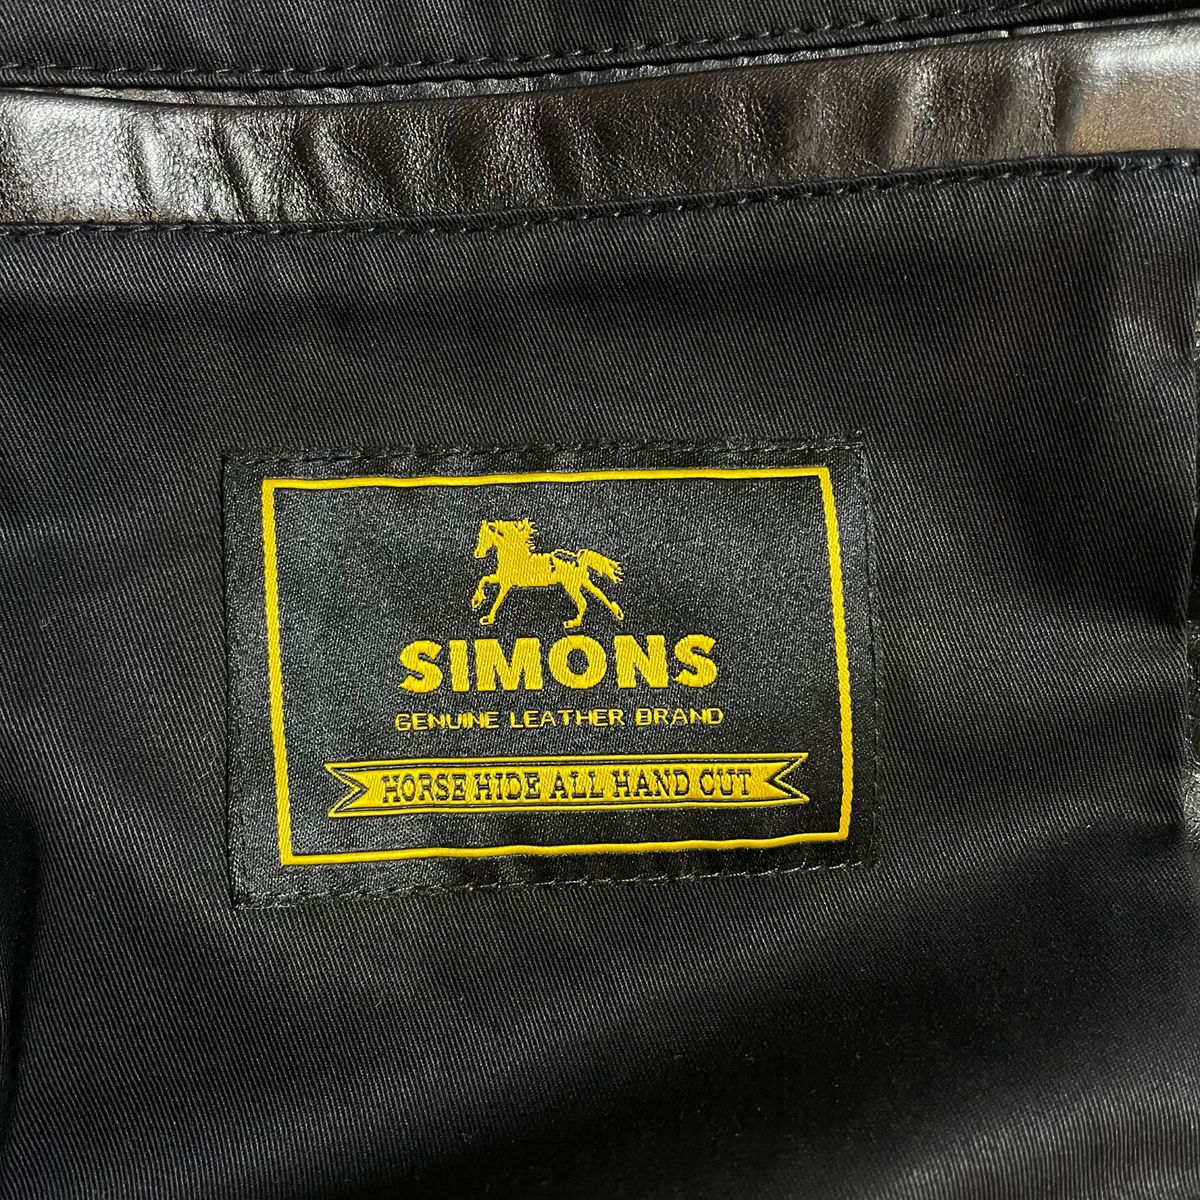 SIMONS
GENUINE LEATHER BRAND
HORSE HIDE ALL HAND CUT